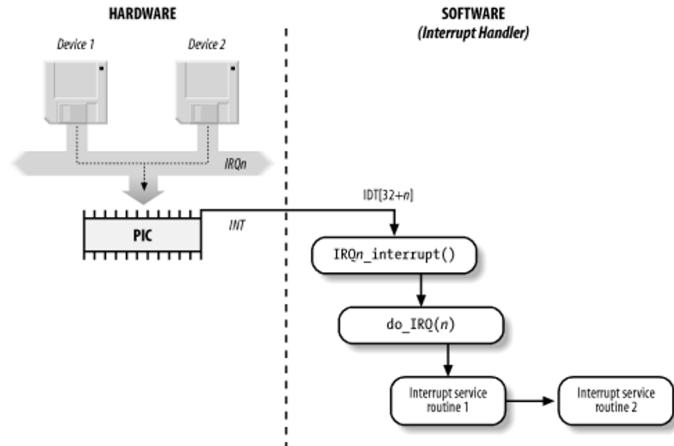 HARDWARE
SOFTWARE
(Interrupt Handler)
Device 1
Device 2
IRQn
IDT[32+n]
INT
PIC
IRQn_interrupt()
do_IRQ(n)
Interrupt service
routine 1
Interrupt service
routine 2